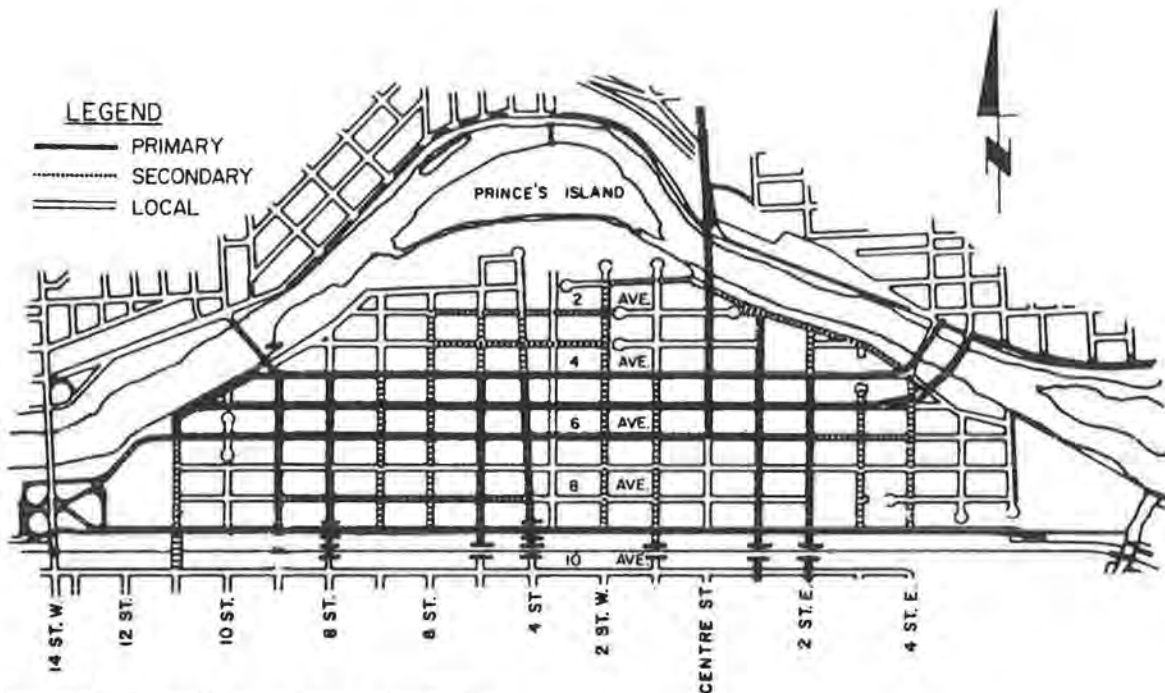 LEGEND
PRIMARY
SECONDARY
LOCAL
N
PRINCE'S ISLAND
2 AVE.
4 AVE.
6 AVE.
8 AVE.
10 AVE.
14 ST. W.
12 ST.
10 ST.
8 ST.
8 ST.
4 ST
2 ST. W.
CENTRE ST
2 ST. E.
4 ST. E.